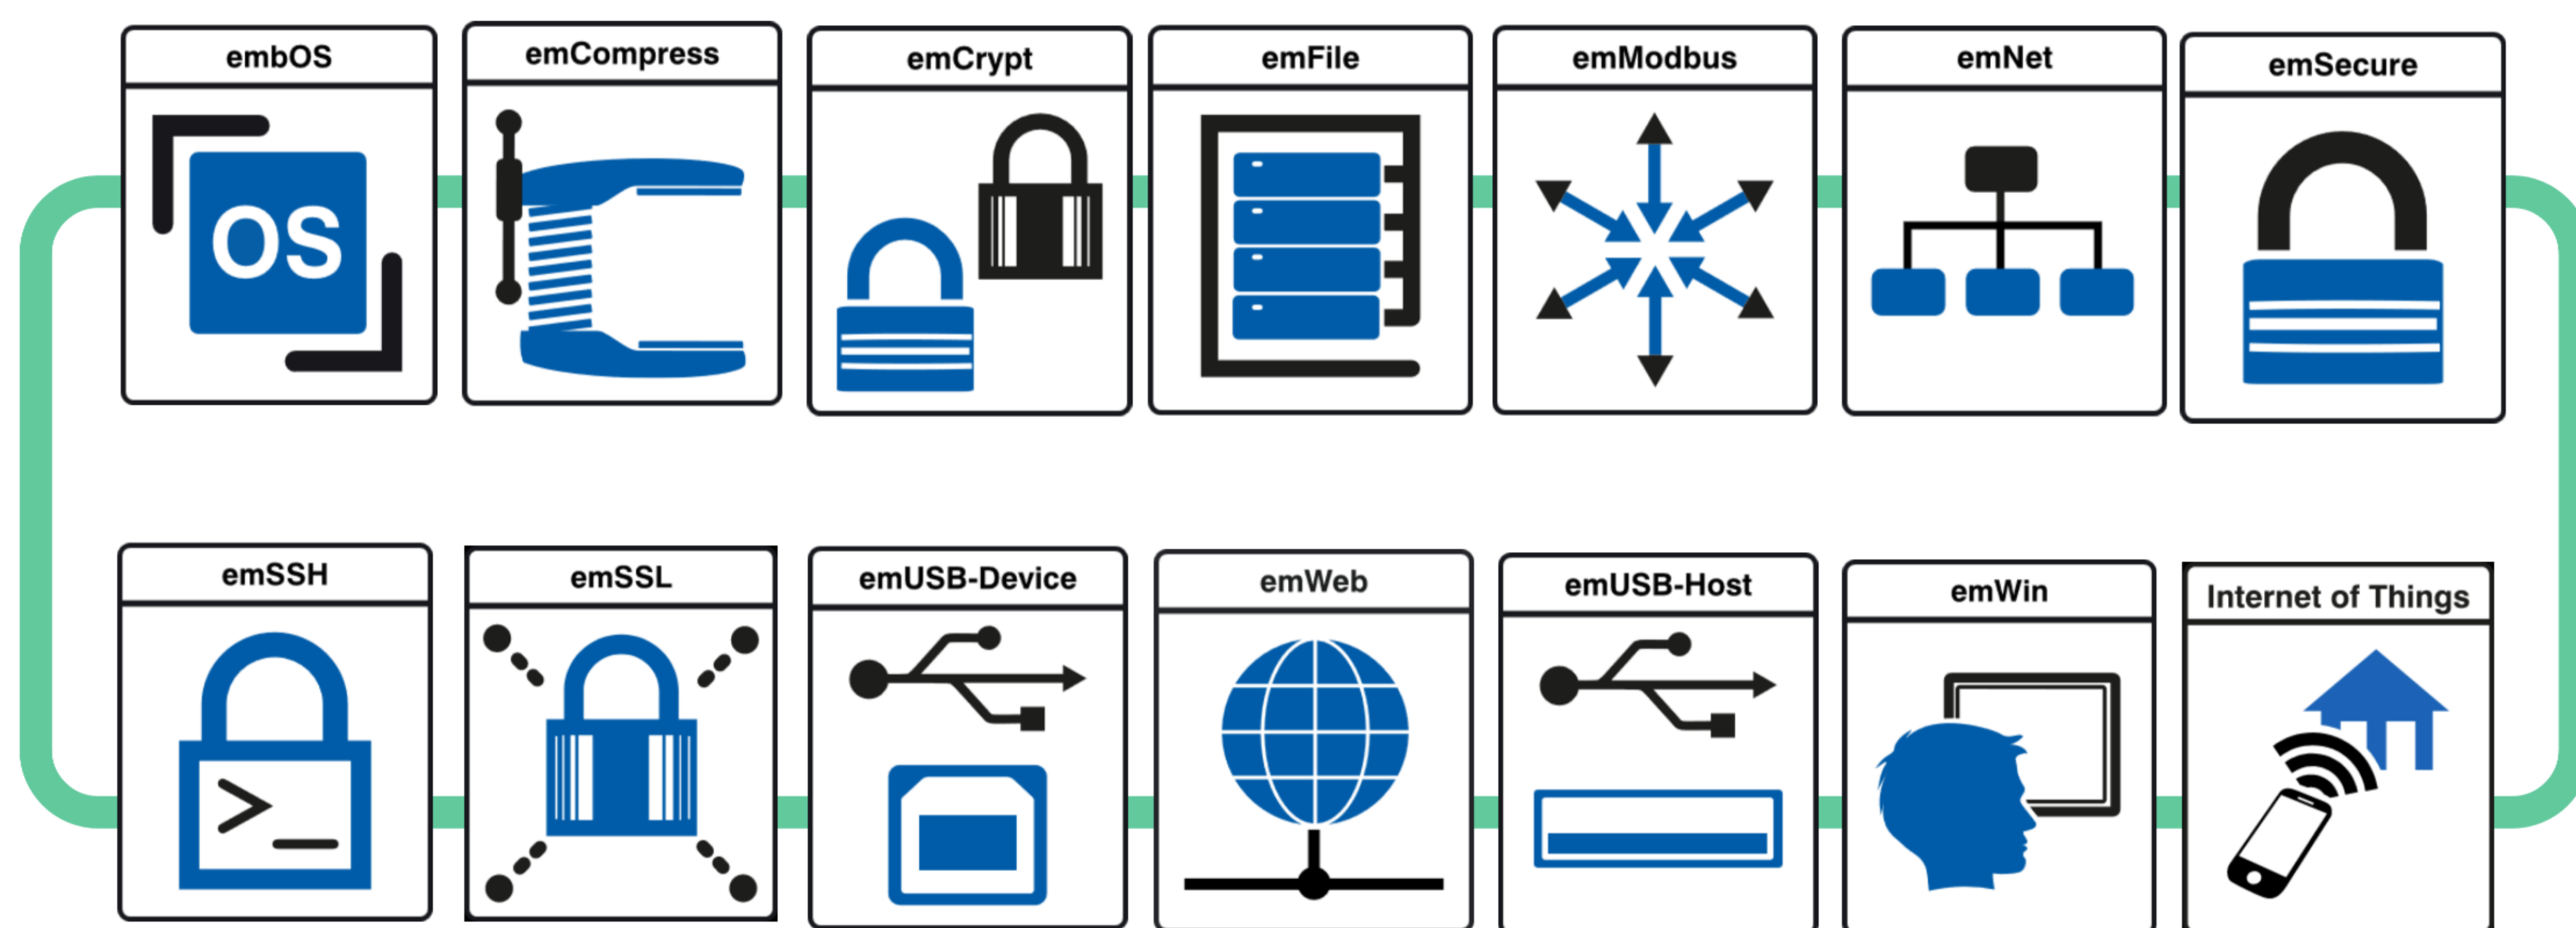 embOS
emCompress
emCrypt
emFile
emModbus
emNet
emSecure
OS
emSSH
emSSL
emUSB-Device
emWeb
emUSB-Host
emWin
Internet of Things
>_